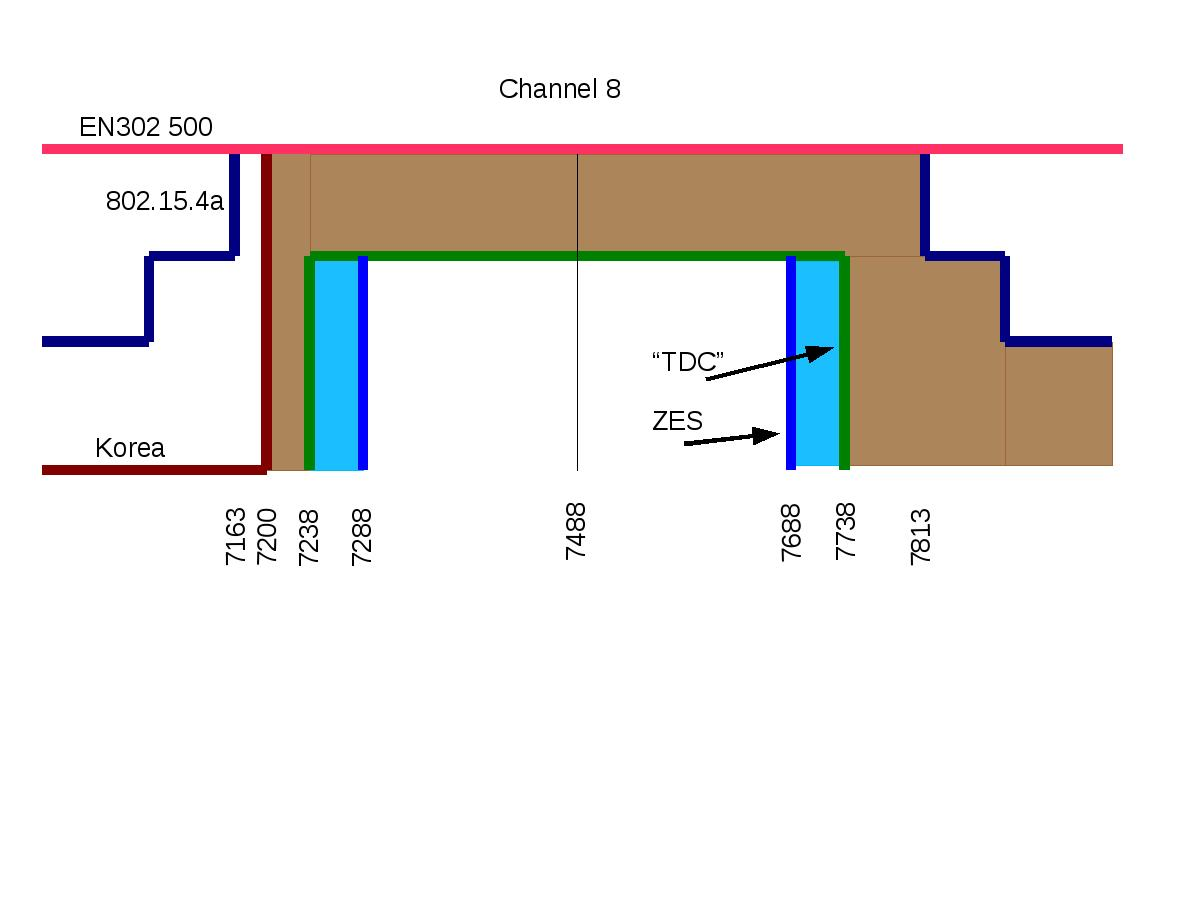 Channel 8
EN302 500
802.15.4a
“TDC”
ZES
Korea
7163
7200
7238
7288
7488
7688
7738
7813